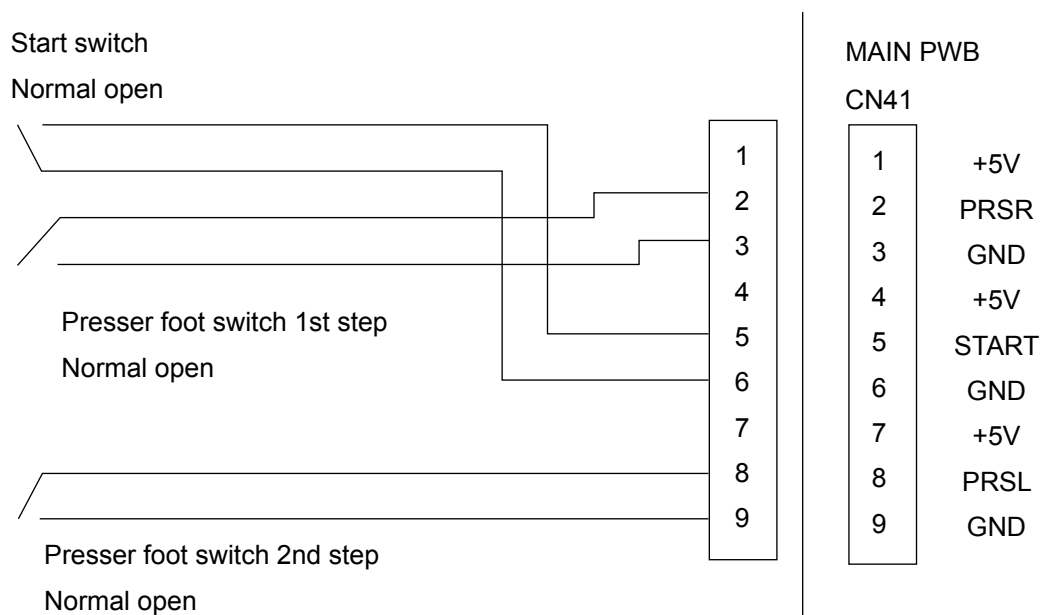 Start switch
Normal open
1
2
3
4
5
6
7
8
9
Presser foot switch 1st step
Normal open
Presser foot switch 2nd step
Normal open
MAIN PWB
CN41
1 +5V
2 PRSR
3 GND
4 +5V
5 START
6 GND
7 +5V
8 PRSL
9 GND